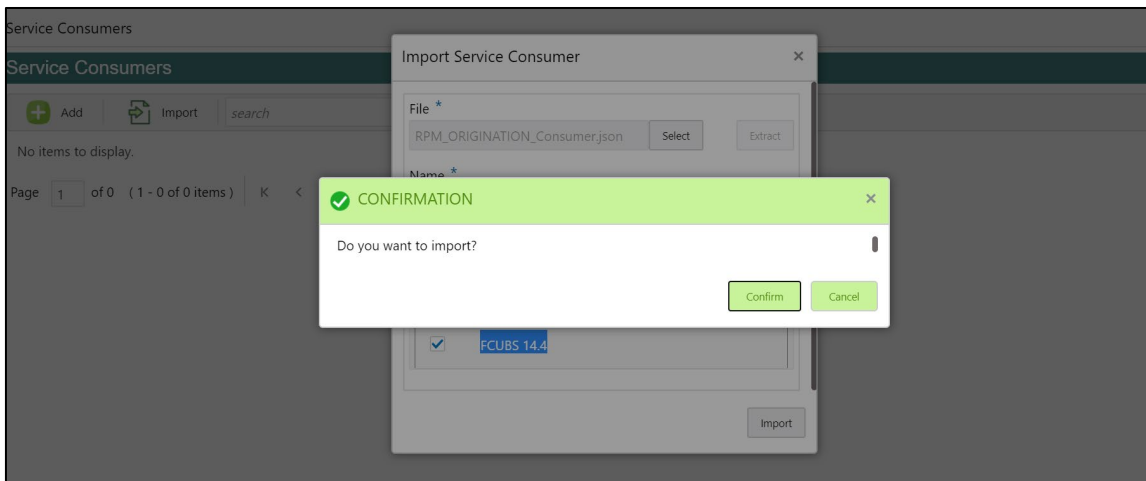 Service Consumers
Service Consumers
Add Import search
No items to display.
Page 1 of 0 ( 1 - 0 of 0 items ) K <
Import Service Consumer ×
File *
RPM_ORIGINATION_Consumer.json Select Extract
Name *
CONFIRMATION ×
Do you want to import?
Confirm Cancel
FCUBS 14.4
Import